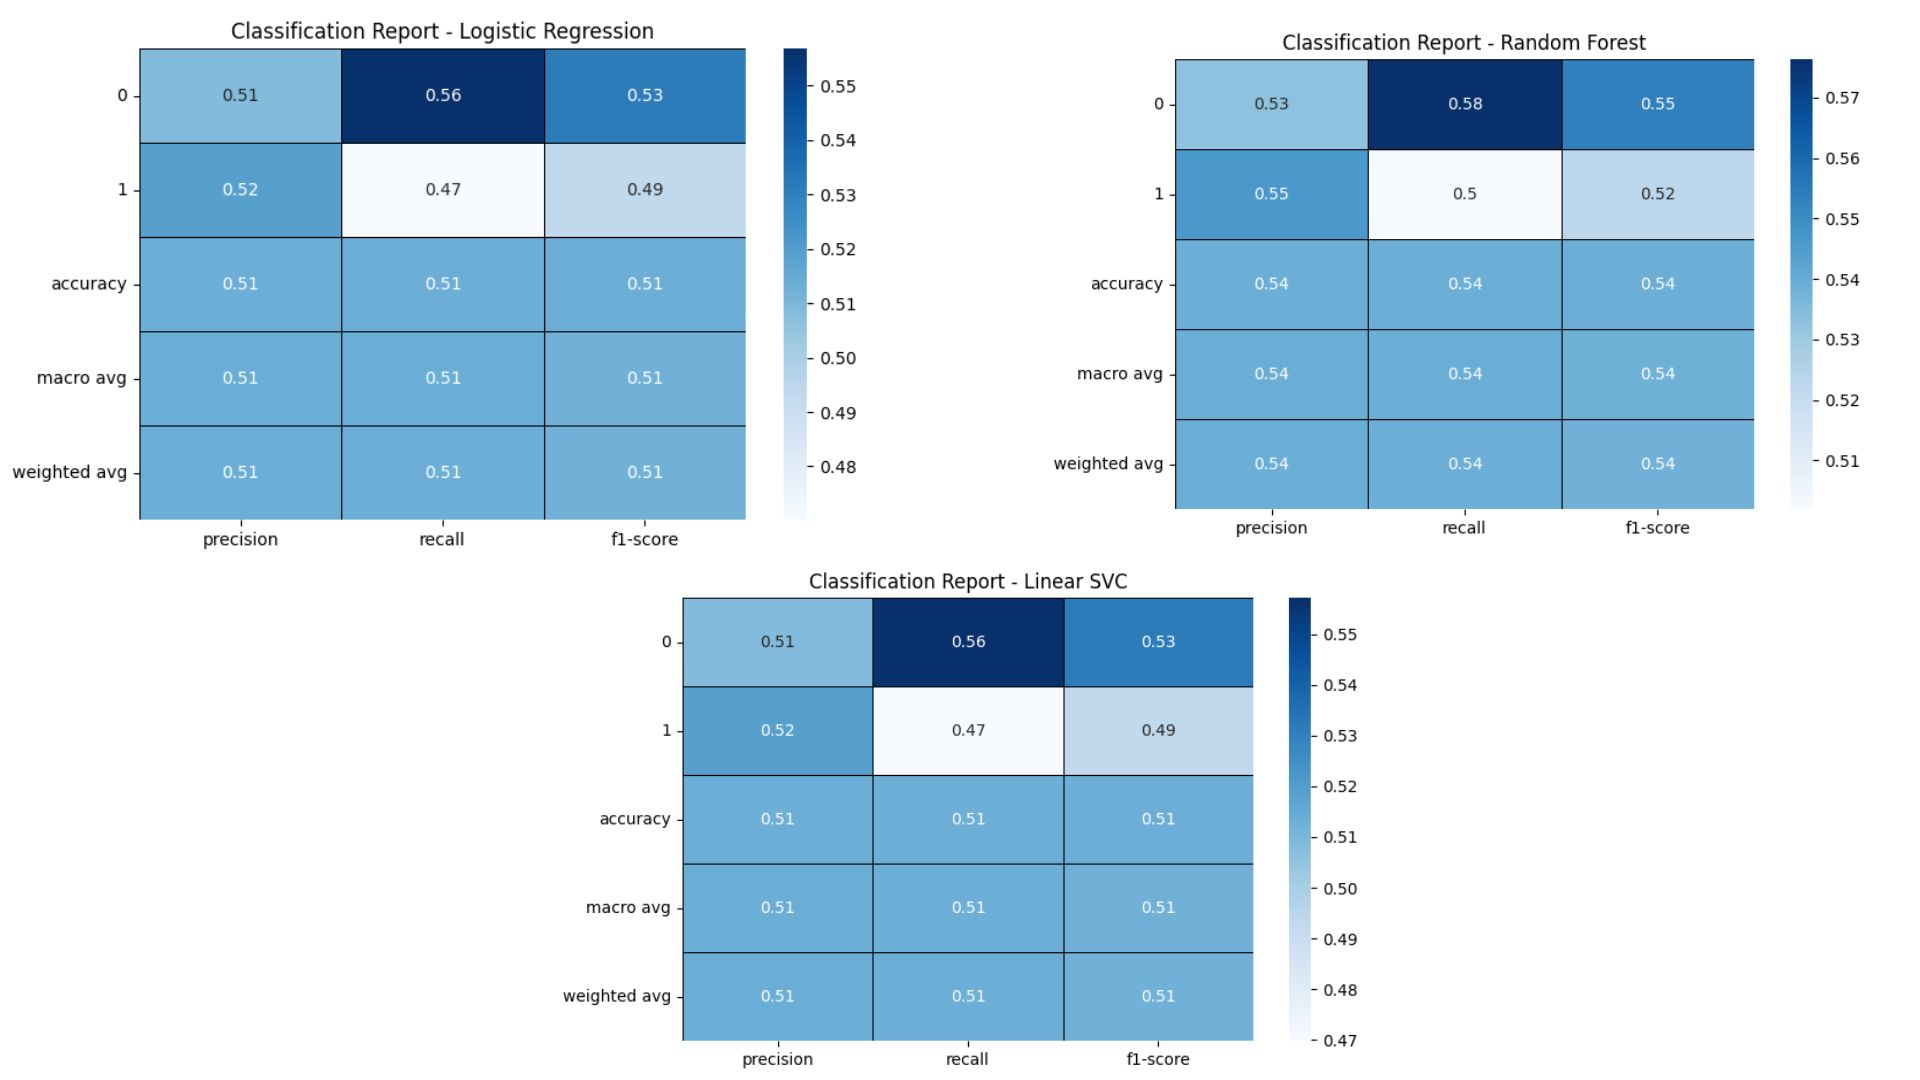 Classification Report - Logistic Regression
0 0.51 0.56 0.53
1 0.52 0.47 0.49
accuracy 0.51 0.51 0.51
macro avg 0.51 0.51 0.51
weighted avg 0.51 0.51 0.51
precision recall f1-score
0.55
0.54
0.53
0.52
0.51
0.50
0.49
0.48
Classification Report - Random Forest
0 0.53 0.58 0.55
1 0.55 0.5 0.52
accuracy 0.54 0.54 0.54
macro avg 0.54 0.54 0.54
weighted avg 0.54 0.54 0.54
precision recall f1-score
0.57
0.56
0.55
0.54
0.53
0.52
0.51
Classification Report - Linear SVC
0 0.51 0.56 0.53
1 0.52 0.47 0.49
accuracy 0.51 0.51 0.51
macro avg 0.51 0.51 0.51
weighted avg 0.51 0.51 0.51
precision recall f1-score
0.55
0.54
0.53
0.52
0.51
0.50
0.49
0.48
0.47